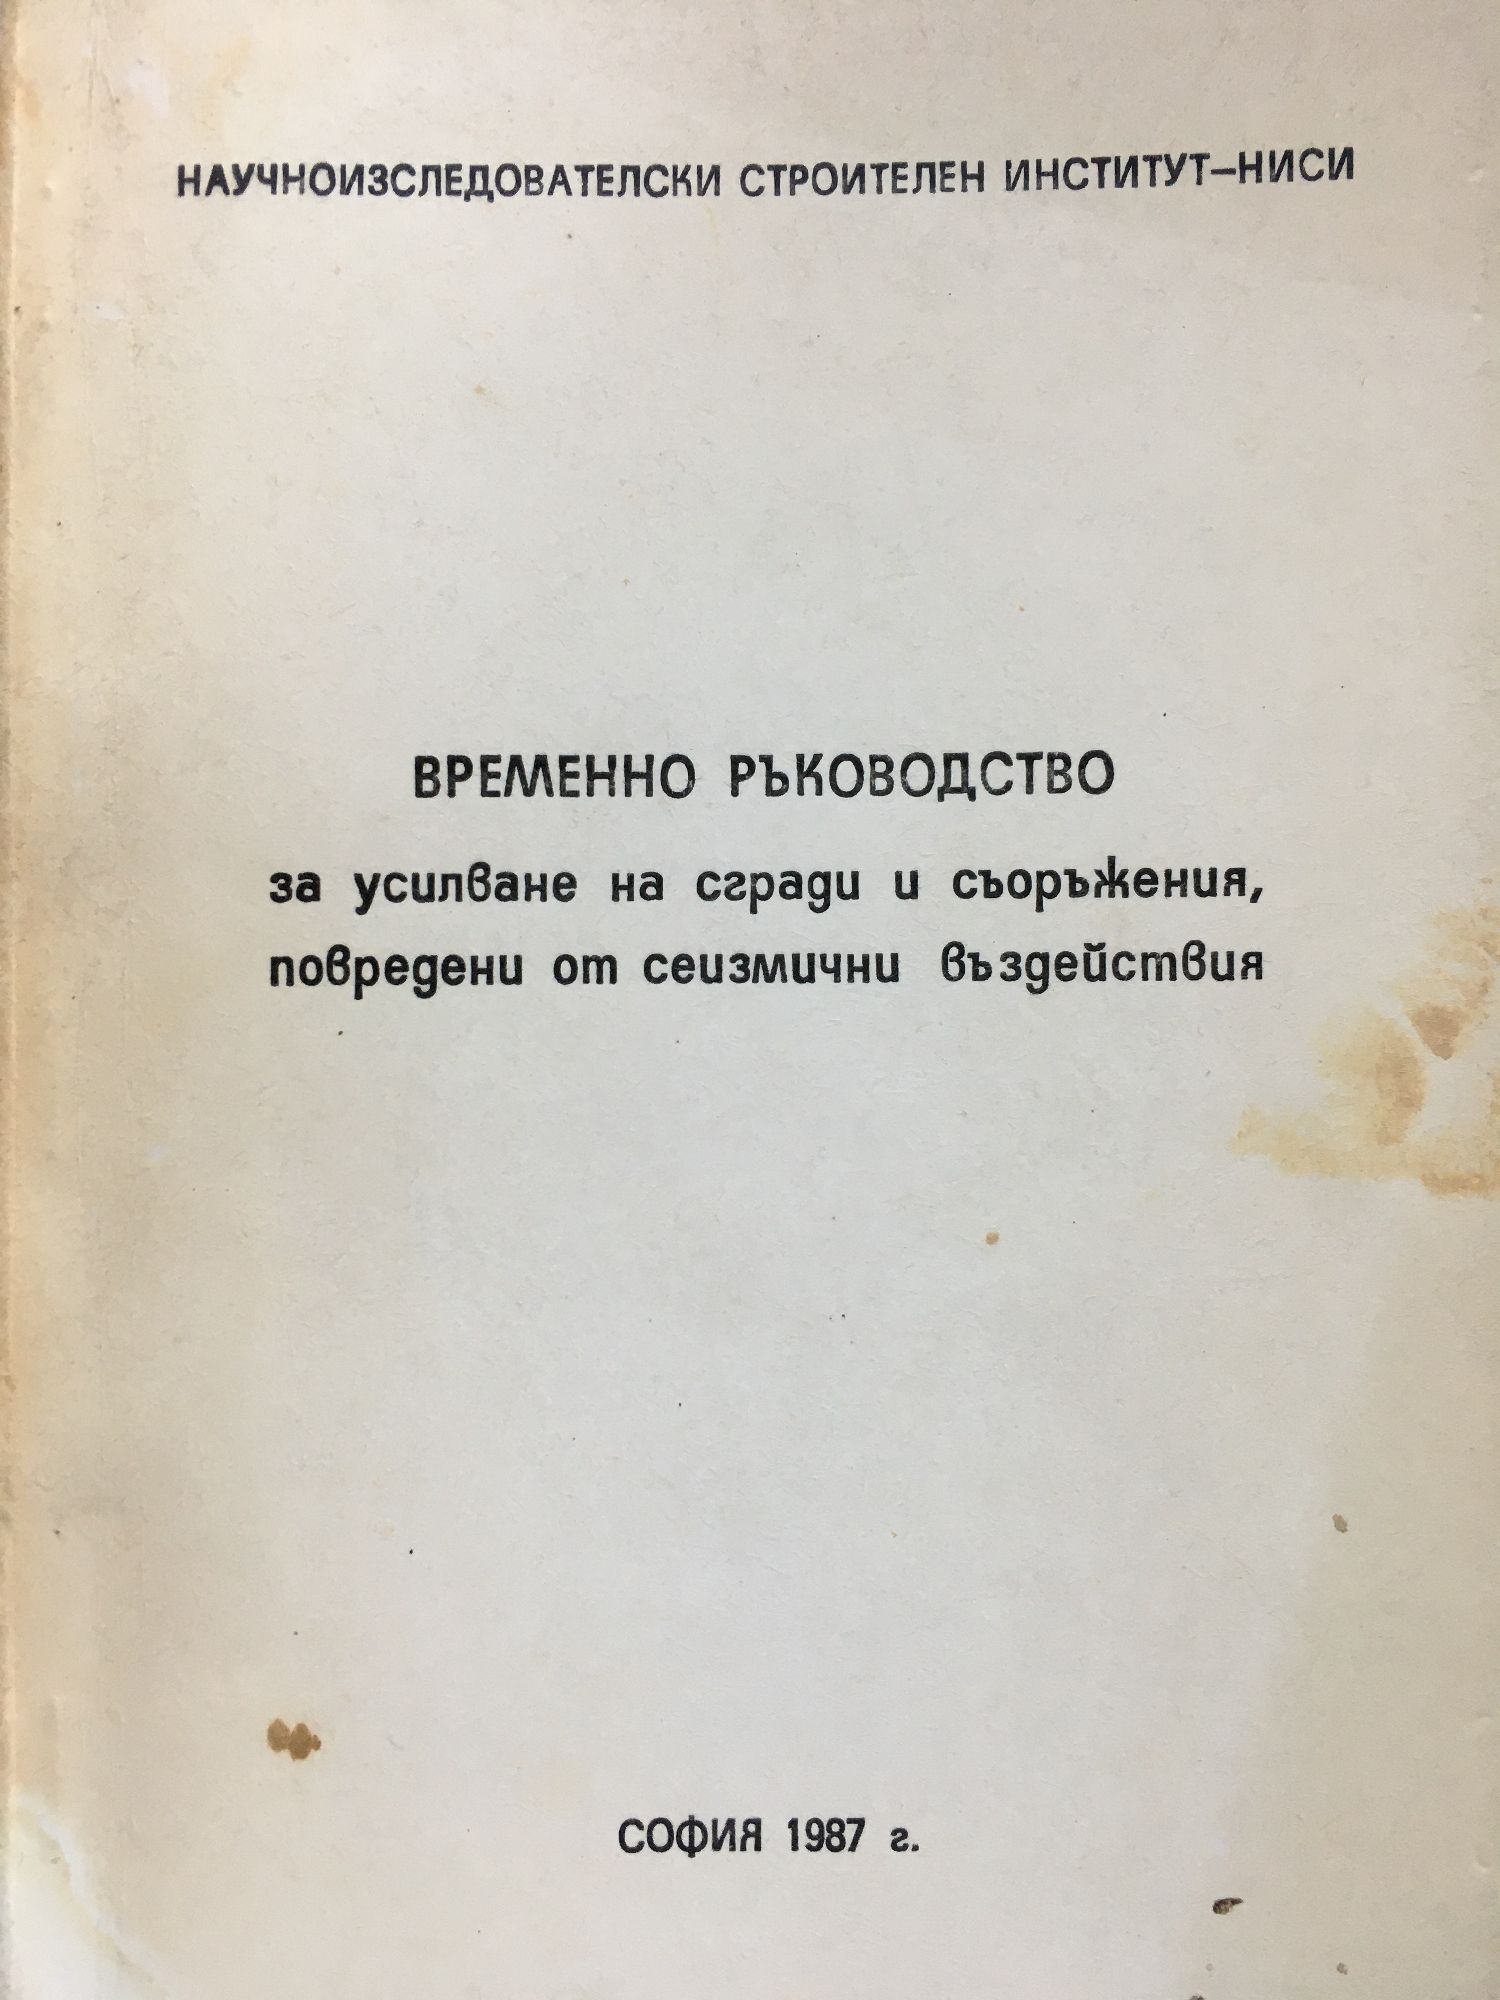 НАУЧНОИЗСЛЕДОВАТЕЛСКИ СТРОИТЕЛЕН ИНСТИТУТ–НИСИ
ВРЕМЕННО РЪКОВОДСТВО
за усилване на сгради и съоръжения,
повредени от сеизмични въздействия
СОФИЯ 1987 г.